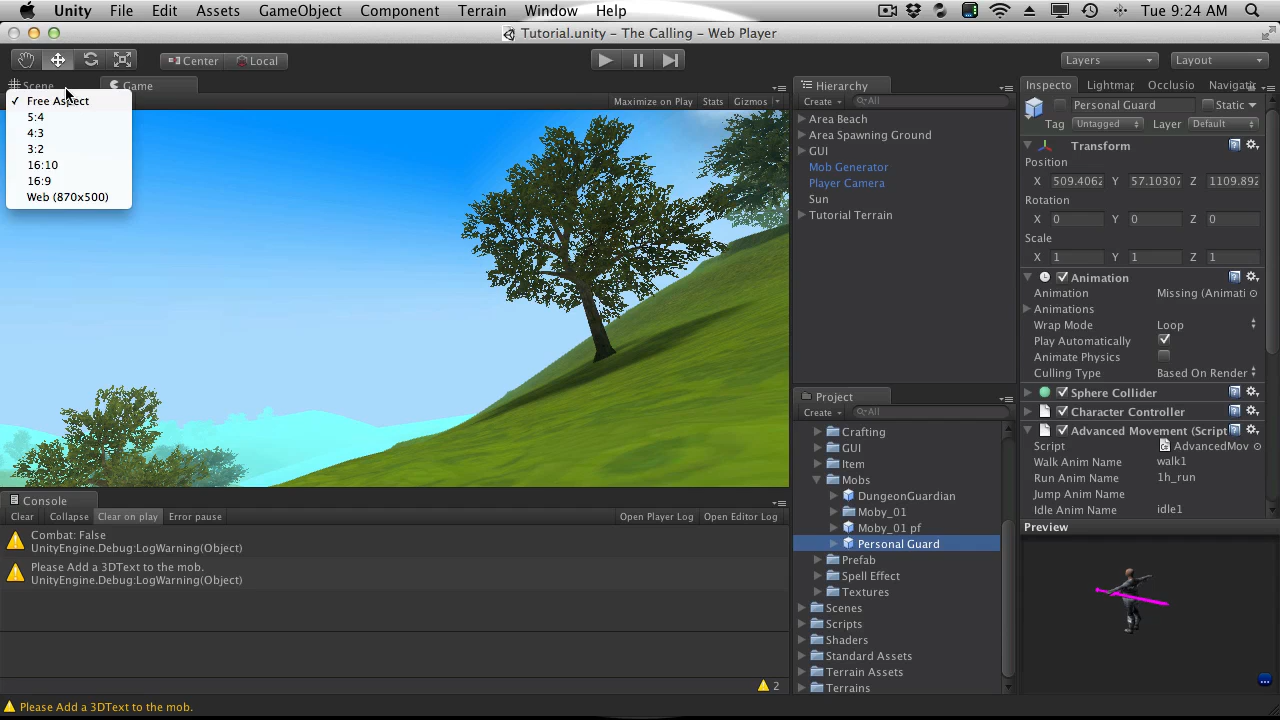 Unity File Edit Assets GameObject Component Terrain Window Help Tue 9:24 AM
Tutorial.unity - The Calling - Web Player
Center Local Layers Layout
Scene Game
Free Aspect
5:4
4:3
3:2
16:10
16:9
Web (870x500)
Maximize on Play Stats Gizmos
Hierarchy
Create All
Area Beach
Area Spawning Ground
GUI
Mob Generator
Player Camera
Sun
Tutorial Terrain
Project
Create All
Crafting
GUI
Item
Mobs
DungeonGuardian
Moby_01
Moby_01 pf
Personal Guard
Prefab
Spell Effect
Textures
Scenes
Scripts
Shaders
Standard Assets
Terrain Assets
Terrains
Inspecto Lightmar Occlusio Navigati
Personal Guard Static
Tag Untagged Layer Default
Transform
Position
X 509.4062 Y 57.10307 Z 1109.892
Rotation
X 0 Y 0 Z 0
Scale
X 1 Y 1 Z 1
Animation
Animation Missing (Animati
Animations
Wrap Mode Loop
Play Automatically
Animate Physics
Culling Type Based On Render
Sphere Collider
Character Controller
Advanced Movement (Script
Script AdvancedMov
Walk Anim Name walk1
Run Anim Name 1h_run
Jump Anim Name
Idle Anim Name idle1
Preview
Console
Clear Collapse Clear on play Error pause Open Player Log Open Editor Log
Combat: False
UnityEngine.Debug:LogWarning(Object)
Please Add a 3DText to the mob.
UnityEngine.Debug:LogWarning(Object)
2
Please Add a 3DText to the mob.